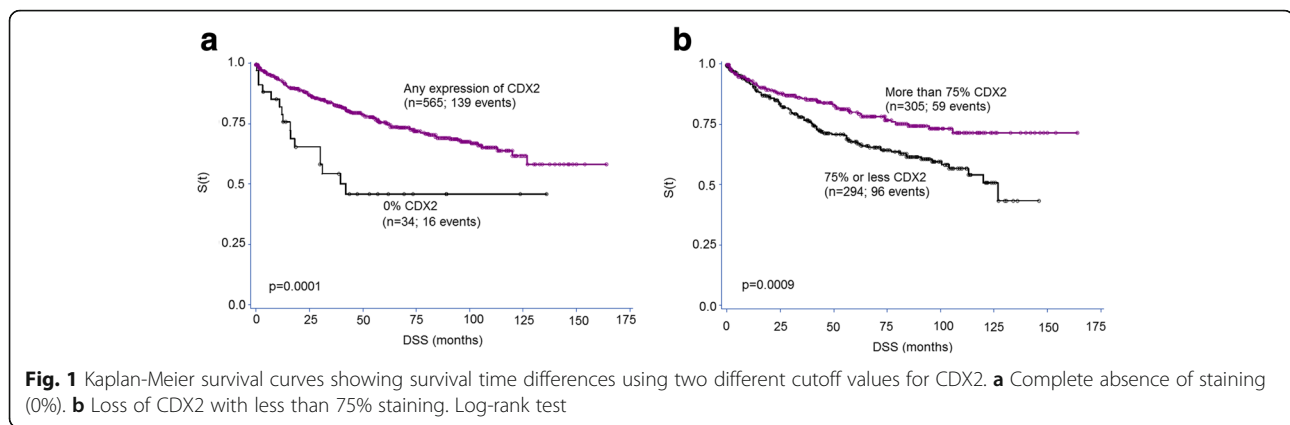 a
1.0
0.75
0.5
0.25
0.0
S(t)
Any expression of CDX2
(n=565; 139 events)
0% CDX2
(n=34; 16 events)
p=0.0001
0 25 50 75 100 125 150 175
DSS (months)
b
1.0
0.75
0.5
0.25
0.0
S(t)
More than 75% CDX2
(n=305; 59 events)
75% or less CDX2
(n=294; 96 events)
p=0.0009
0 25 50 75 100 125 150 175
DSS (months)
Fig. 1 Kaplan-Meier survival curves showing survival time differences using two different cutoff values for CDX2. a Complete absence of staining
(0%). b Loss of CDX2 with less than 75% staining. Log-rank test